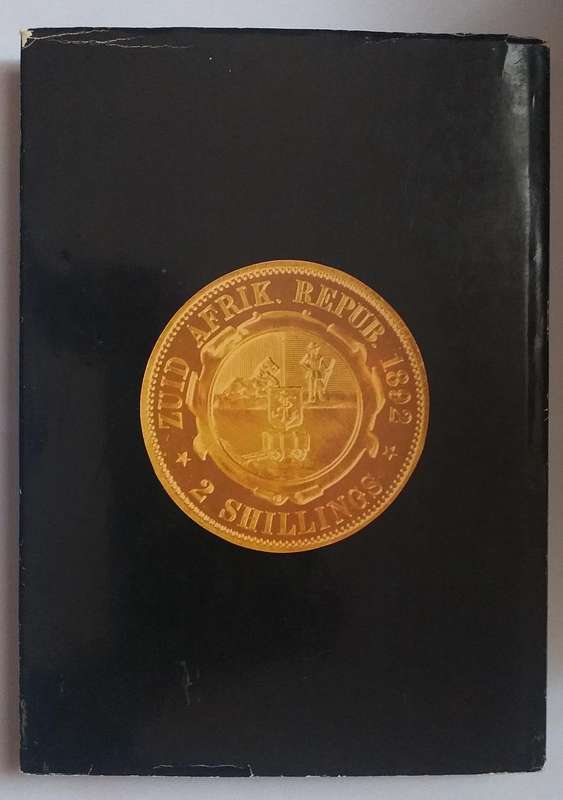 ZUID AFRIK. REPUB. 1892
2 SHILLINGS